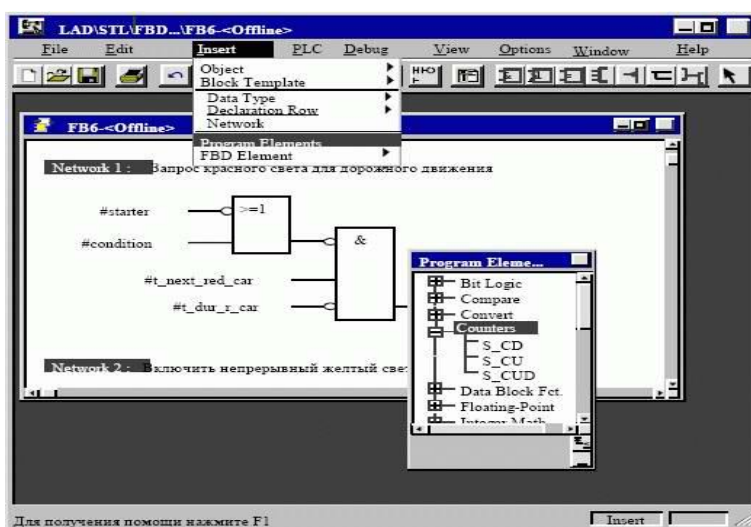 LAD\STL\FBD...\FB6-<Offline>
File Edit Insert PLC Debug View Options Window Help
Object
Block Template
Data Type
Declaration Row
Network
Program Elements
FBD Element
FB6-<Offline>
Network 1 : Запрос красного света для дорожного движения
#starter
>=1
#condition
&
#t_next_red_car
#t_dur_r_car
Network 2 : Включить непрерывный желтый свет
Program Eleme...
Bit Logic
Compare
Convert
Counters
S_CD
S_CU
S_CUD
Data Block Fct.
Floating-Point
Integer Math
Для получения помощи нажмите F1
Insert